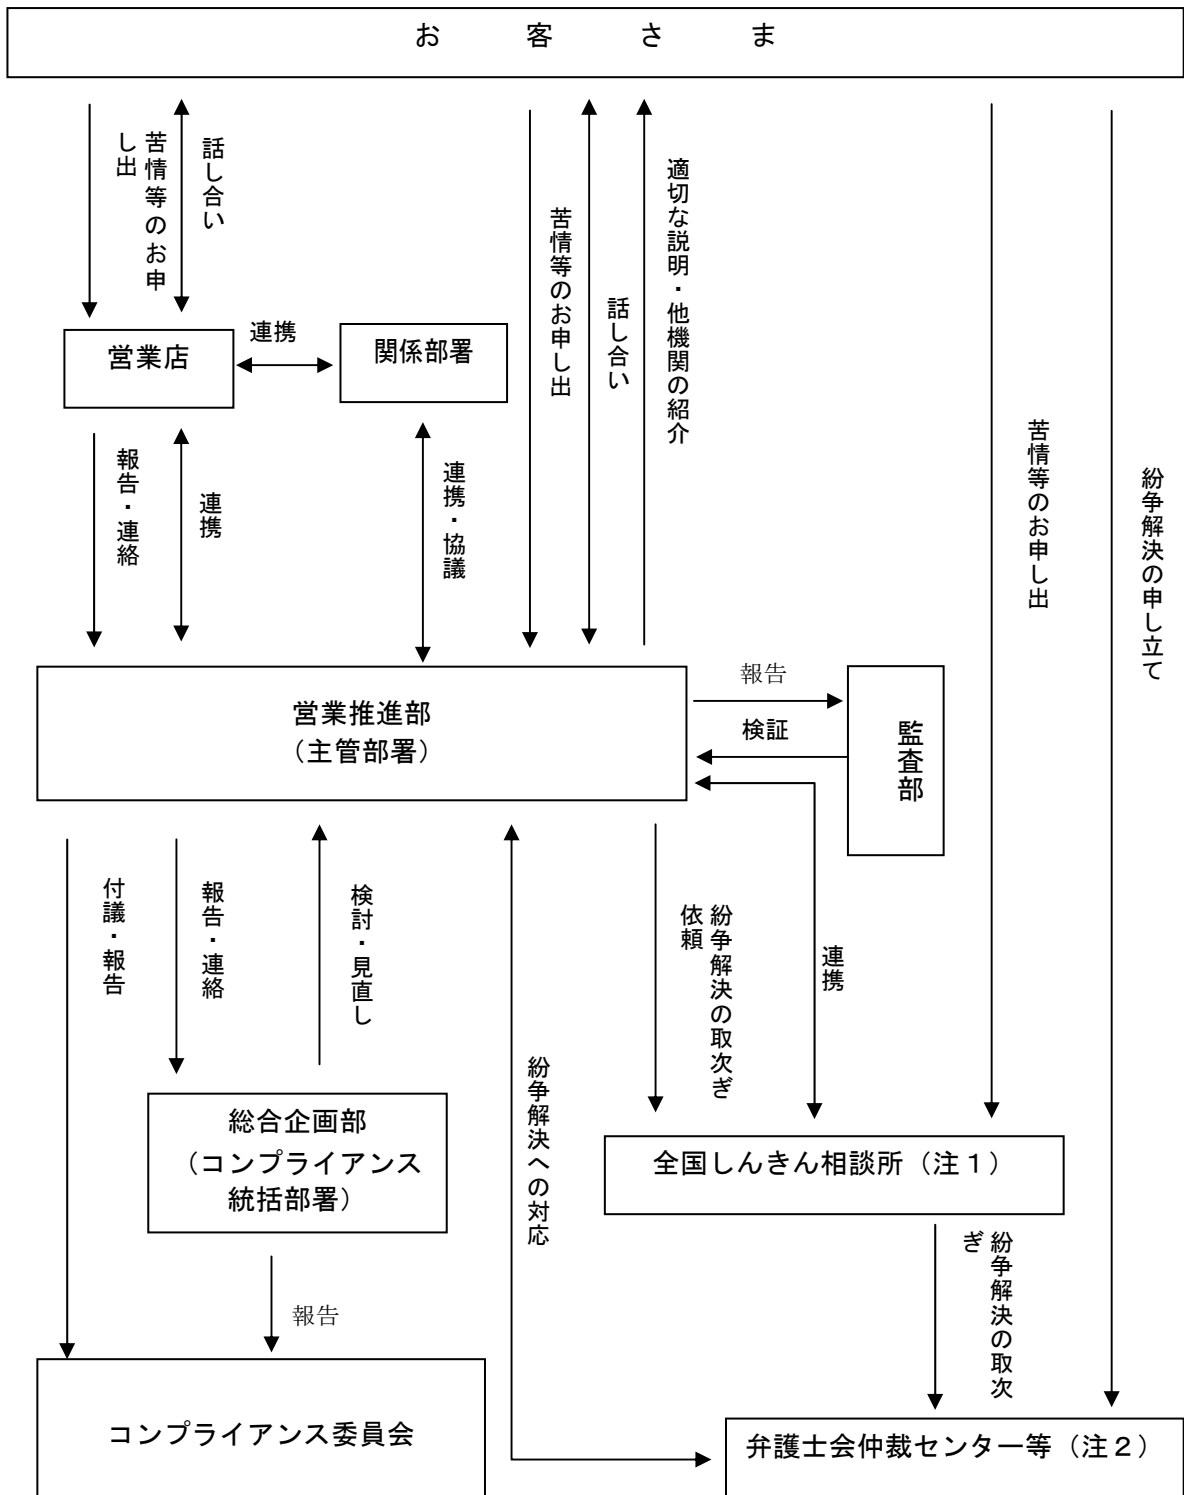 お客さま
苦情等のお申
し出
話し合い
苦情等のお申し出
話し合い
適切な説明・他機関の紹介
苦情等のお申し出
紛争解決の申し立て
営業店
連携
関係部署
報告・連絡
連携
連携・協議
営業推進部
（主管部署）
報告
検証
監査部
付議・報告
報告・連絡
検討・見直し
紛争解決への対応
紛争解決の取次ぎ
依頼
連携
総合企画部
（コンプライアンス
統括部署）
全国しんきん相談所（注１）
報告
紛争解決の取次
ぎ
コンプライアンス委員会
弁護士会仲裁センター等（注２）